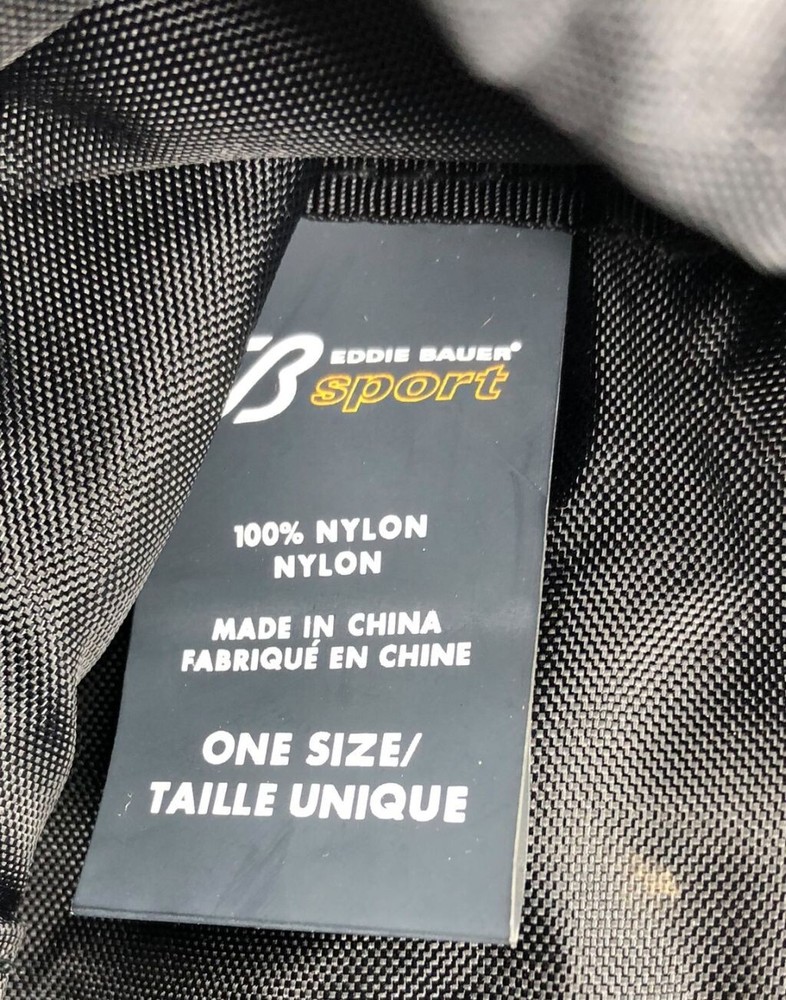 B EDDIE BAUER®
sport
100% NYLON
NYLON
MADE IN CHINA
FABRIQUÉ EN CHINE
ONE SIZE/
TAILLE UNIQUE